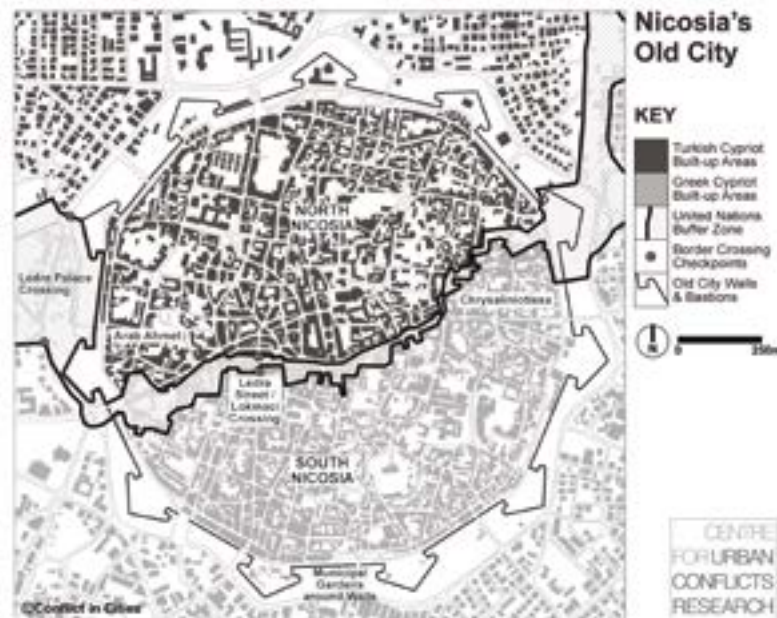 Nicosia's
Old City
KEY
Turkish Cypriot
Built-up Areas
Greek Cypriot
Built-up Areas
United Nations
Buffer Zone
Border Crossing
Checkpoints
Old City Walls
& Bastions
N
0
250m
NORTH
NICOSIA
Ledra Palace
Crossing
Chrysaliniotissa
Arab Ahmet
Ledra
Street /
Lokmaci
Crossing
SOUTH
NICOSIA
Municipal
Gardens
around Walls
©Conflict in Cities
CENTRE
FOR URBAN
CONFLICTS
RESEARCH